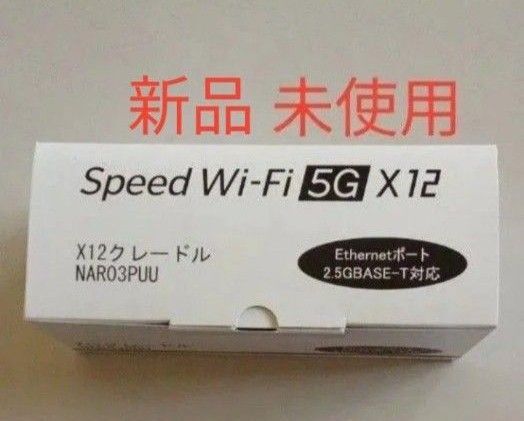 新品 未使用
Speed Wi-Fi 5G X12
X12クレードル
NAR03PUU
Ethernetポート
2.5GBASE-T対応